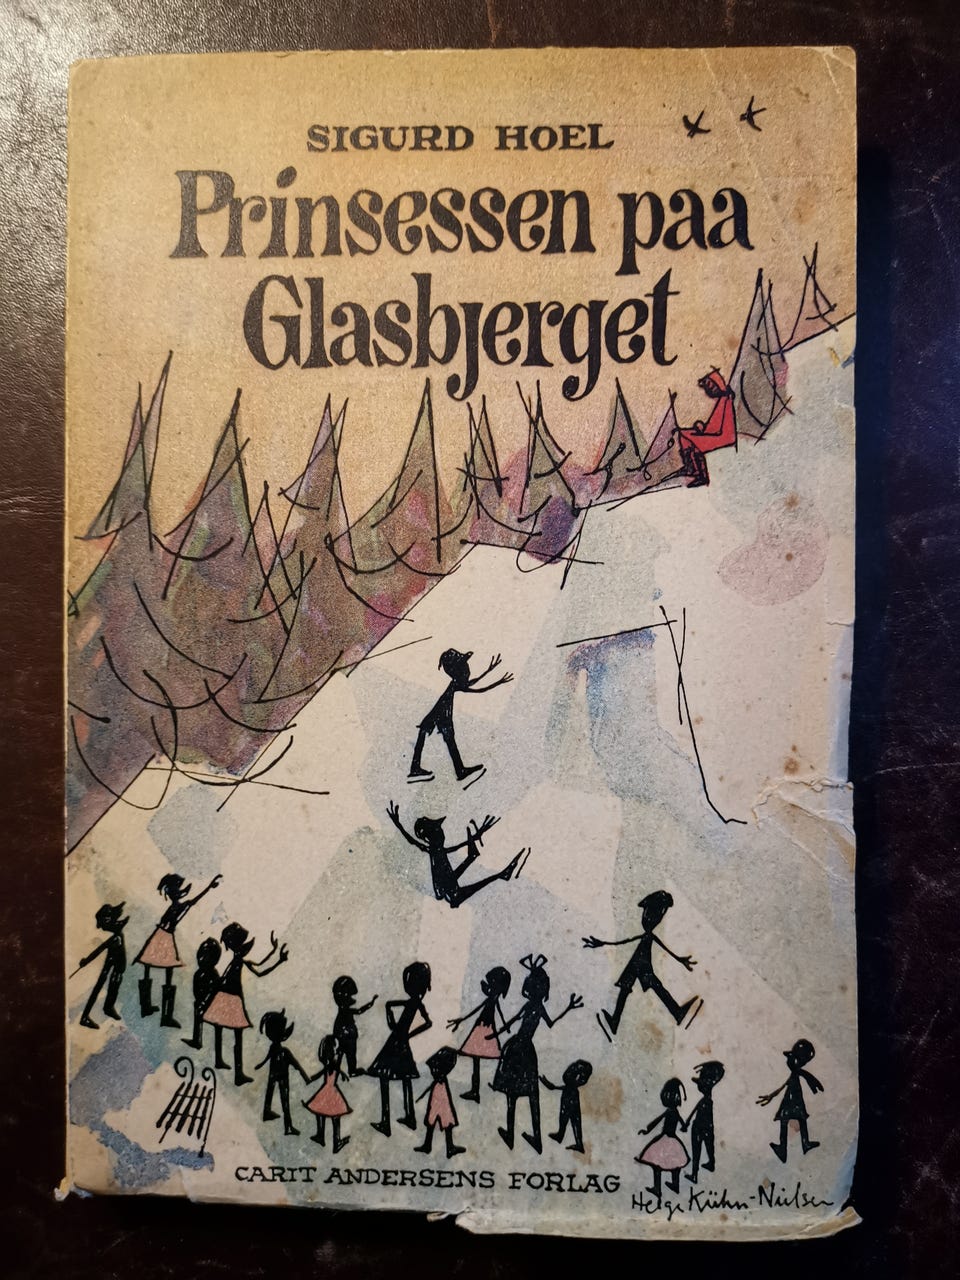 SIGURD HOEL
Prinsessen paa
Glasbjerget
CARIT ANDERSENS FORLAG
Helge Kühn-Nielsen